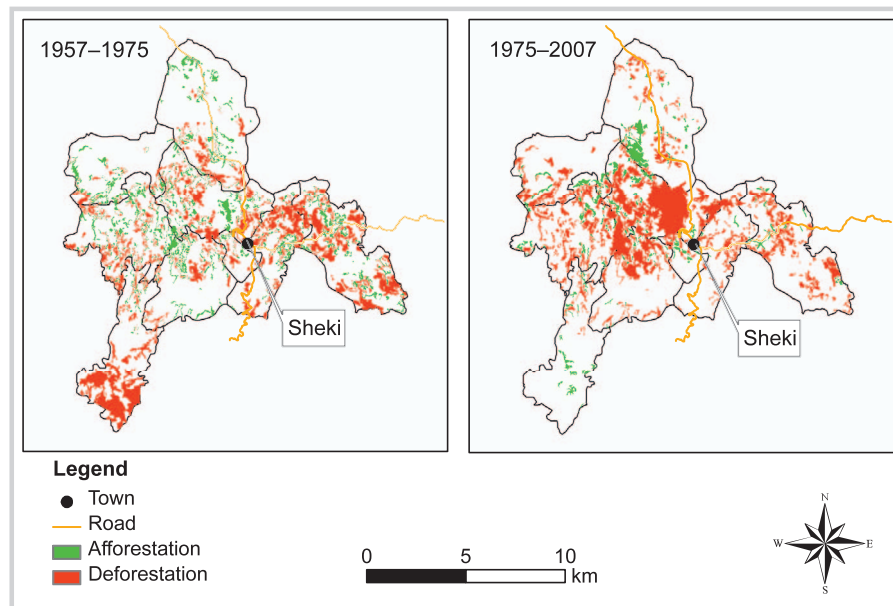 1957–1975
1975–2007
Sheki
Sheki
Legend
Town
Road
Afforestation
Deforestation
0 5 10
km
N
W E
S